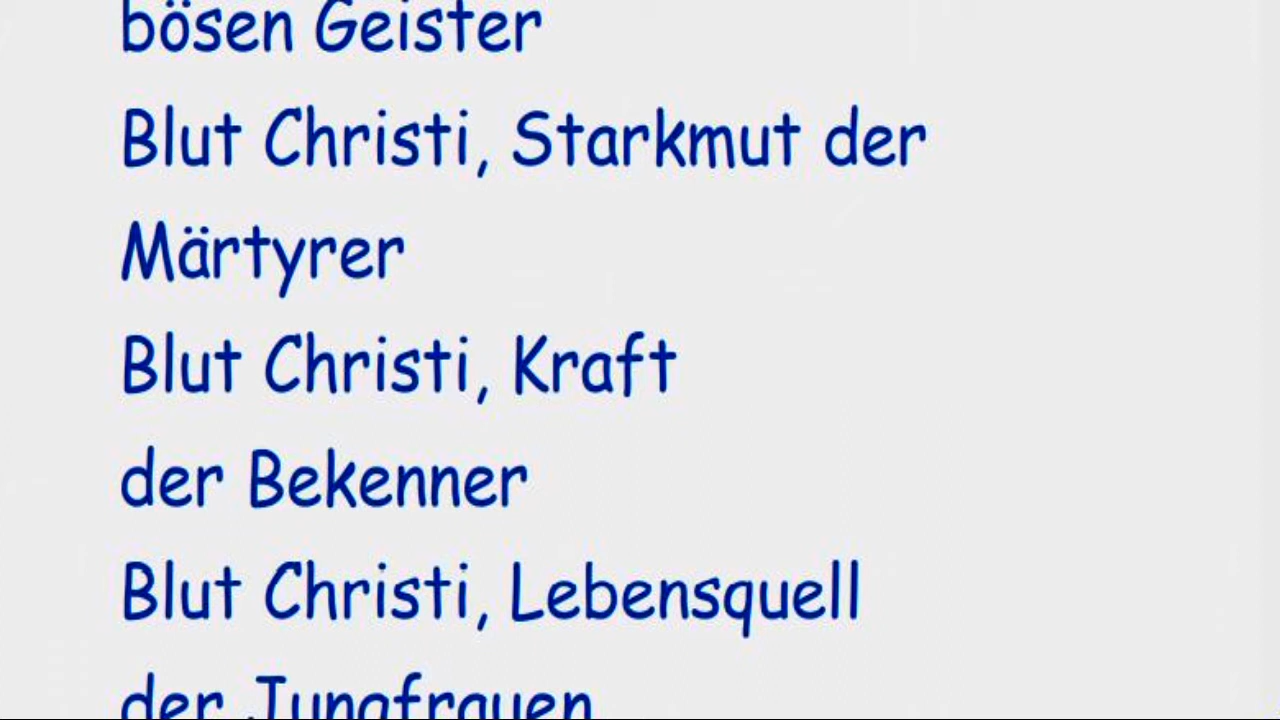 bösen Geister
Blut Christi, Starkmut der
Märtyrer
Blut Christi, Kraft
der Bekenner
Blut Christi, Lebensquell
der Jungfrauen